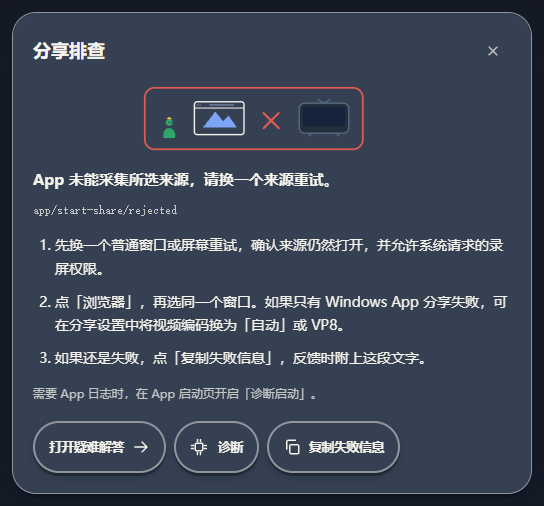 分享排查
App 未能采集所选来源，请换一个来源重试。
app/start-share/rejected
1. 先换一个普通窗口或屏幕重试，确认来源仍然打开，并允许系统请求的录
屏权限。
2. 点「浏览器」，再选同一个窗口。如果只有 Windows App 分享失败，可
在分享设置中将视频编码换为「自动」或 VP8。
3. 如果还是失败，点「复制失败信息」，反馈时附上这段文字。
需要 App 日志时，在 App 启动页开启「诊断启动」。
打开疑难解答 → 诊断 复制失败信息